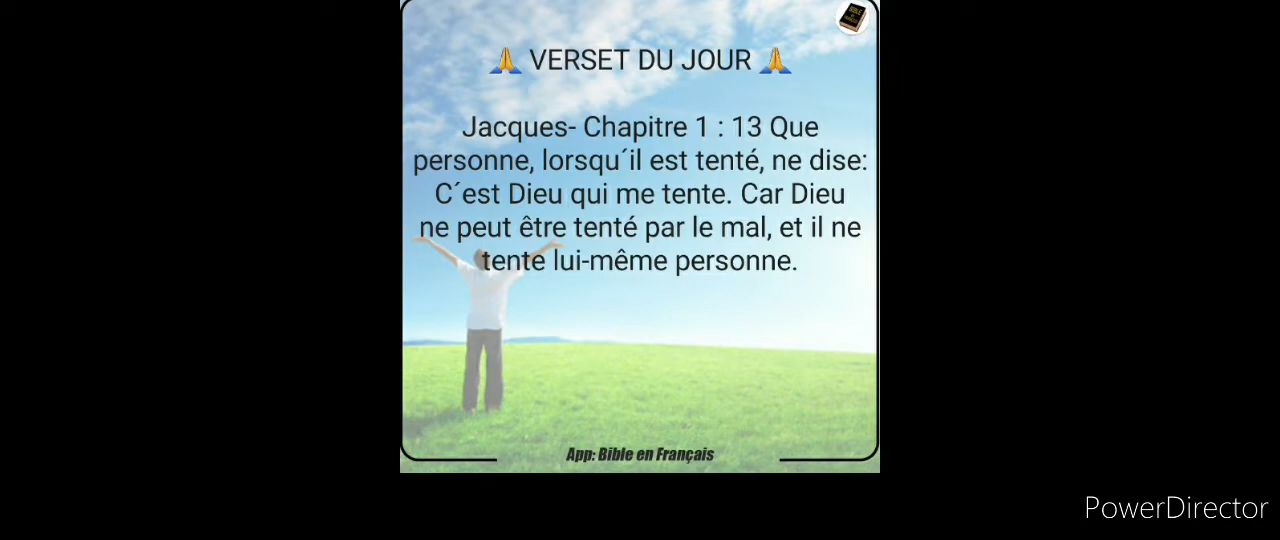 🙏 VERSET DU JOUR 🙏
Jacques- Chapitre 1 : 13 Que
personne, lorsqu´il est tenté, ne dise:
C´est Dieu qui me tente. Car Dieu
ne peut être tenté par le mal, et il ne
tente lui-même personne.
App: Bible en Français
PowerDirector